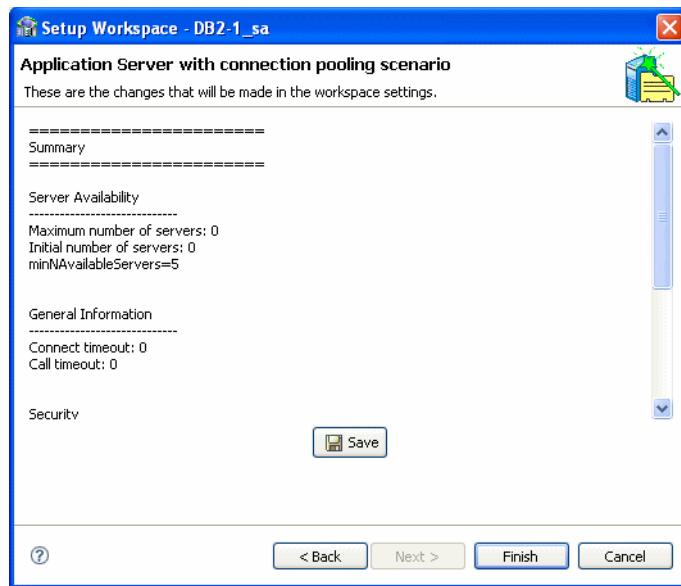 Setup Workspace - DB2-1_sa
Application Server with connection pooling scenario
These are the changes that will be made in the workspace settings.
=======================
Summary
=======================
Server Availability
-----------------------------
Maximum number of servers: 0
Initial number of servers: 0
minNAvailableServers=5
General Information
-----------------------------
Connect timeout: 0
Call timeout: 0
Security
Save
< Back
Next >
Finish
Cancel